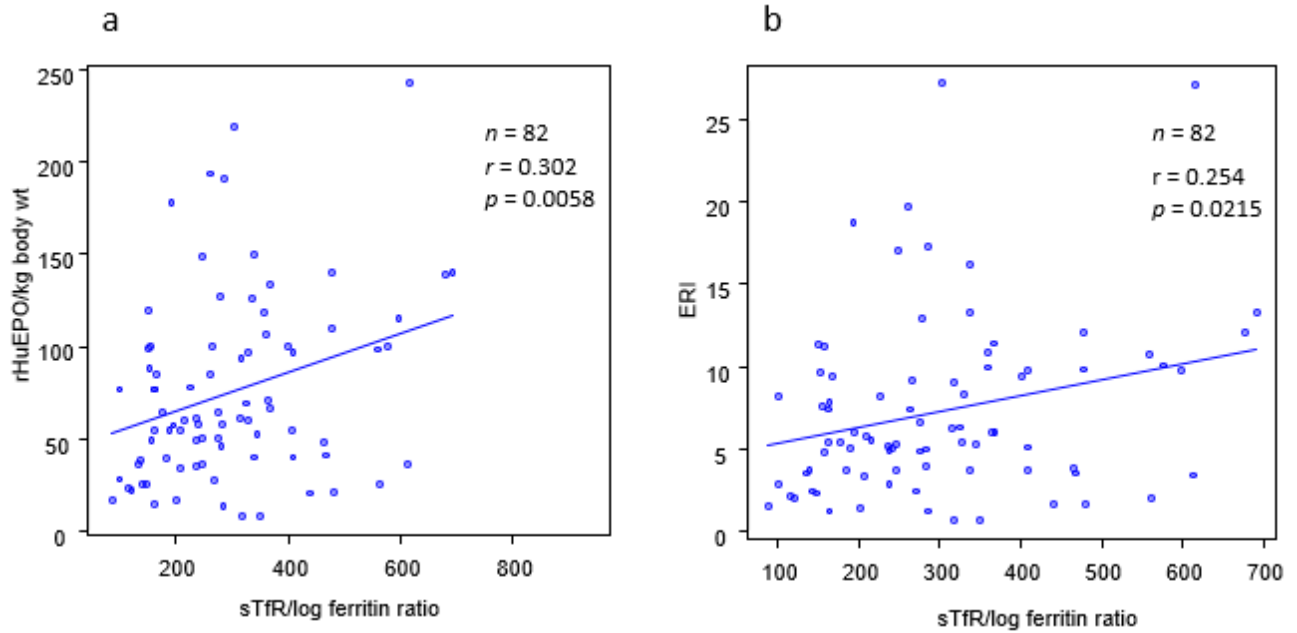 a
250
200
150
100
50
0
rHuEPO/kg body wt
n = 82
r = 0.302
p = 0.0058
200 400 600 800
sTfR/log ferritin ratio
b
25
20
15
10
5
0
ERI
n = 82
r = 0.254
p = 0.0215
100 200 300 400 500 600 700
sTfR/log ferritin ratio